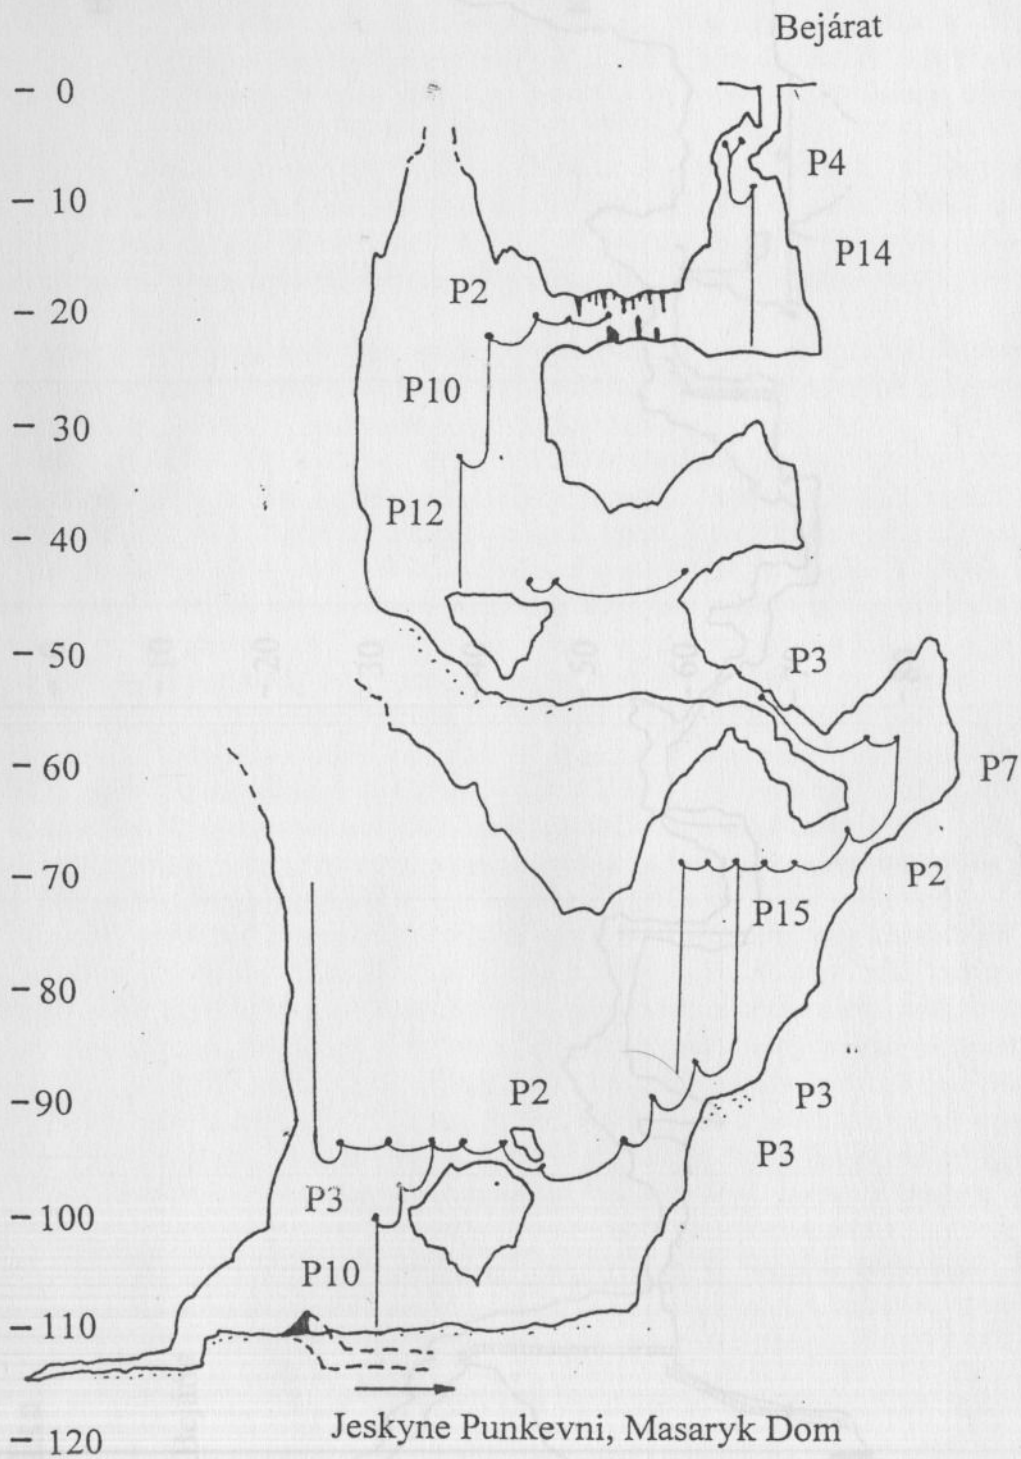 Bejárat
- 0
P4
- 10
P14
P2
- 20
P10
- 30
P12
- 40
- 50
P3
- 60
P7
- 70
P2
P15
- 80
- 90
P2
P3
P3
P3
- 100
P10
- 110
Jeskyne Punkevni, Masaryk Dom
- 120